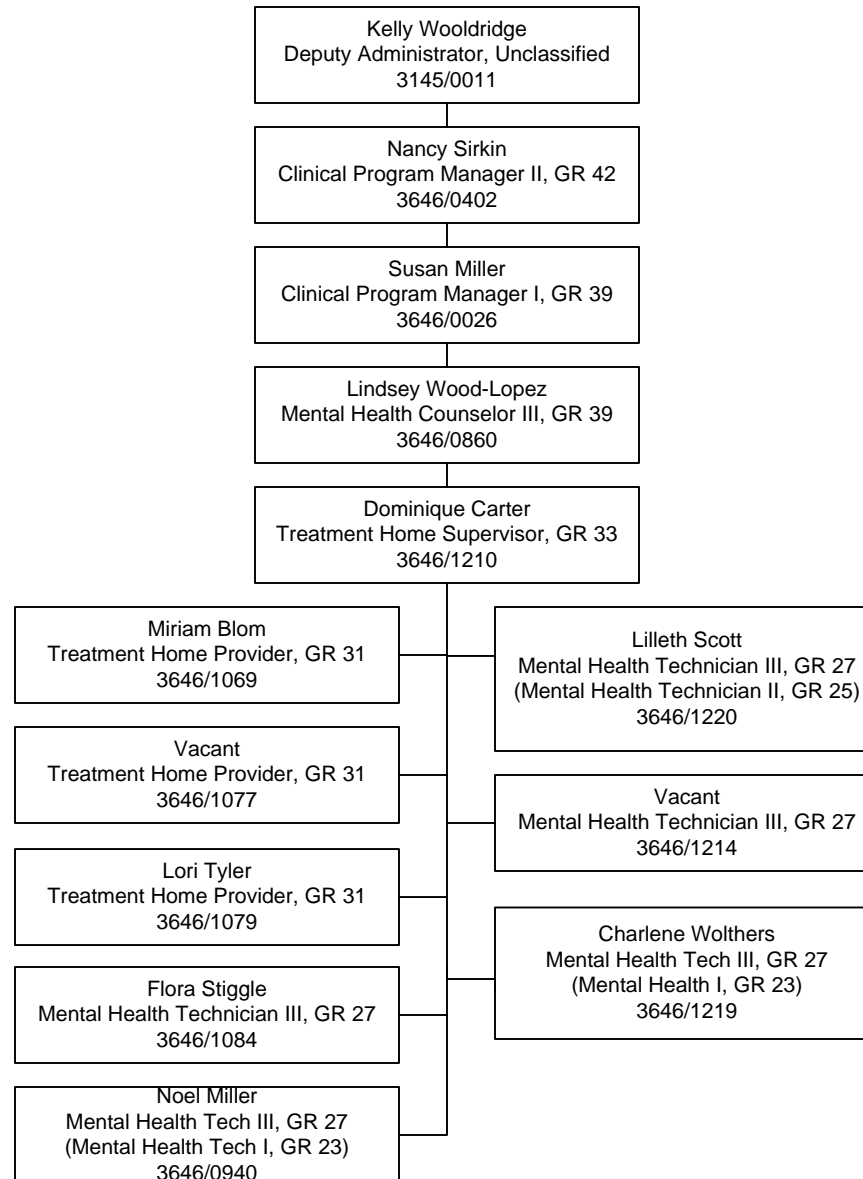 Kelly Wooldridge
Deputy Administrator, Unclassified
3145/0011
Nancy Sirkin
Clinical Program Manager II, GR 42
3646/0402
Susan Miller
Clinical Program Manager I, GR 39
3646/0026
Lindsey Wood-Lopez
Mental Health Counselor III, GR 39
3646/0860
Dominique Carter
Treatment Home Supervisor, GR 33
3646/1210
Miriam Blom
Treatment Home Provider, GR 31
3646/1069
Vacant
Treatment Home Provider, GR 31
3646/1077
Lori Tyler
Treatment Home Provider, GR 31
3646/1079
Flora Stiggle
Mental Health Technician III, GR 27
3646/1084
Noel Miller
Mental Health Tech III, GR 27
(Mental Health Tech I, GR 23)
3646/0940
Lilleth Scott
Mental Health Technician III, GR 27
(Mental Health Technician II, GR 25)
3646/1220
Vacant
Mental Health Technician III, GR 27
3646/1214
Charlene Wolthers
Mental Health Tech III, GR 27
(Mental Health I, GR 23)
3646/1219